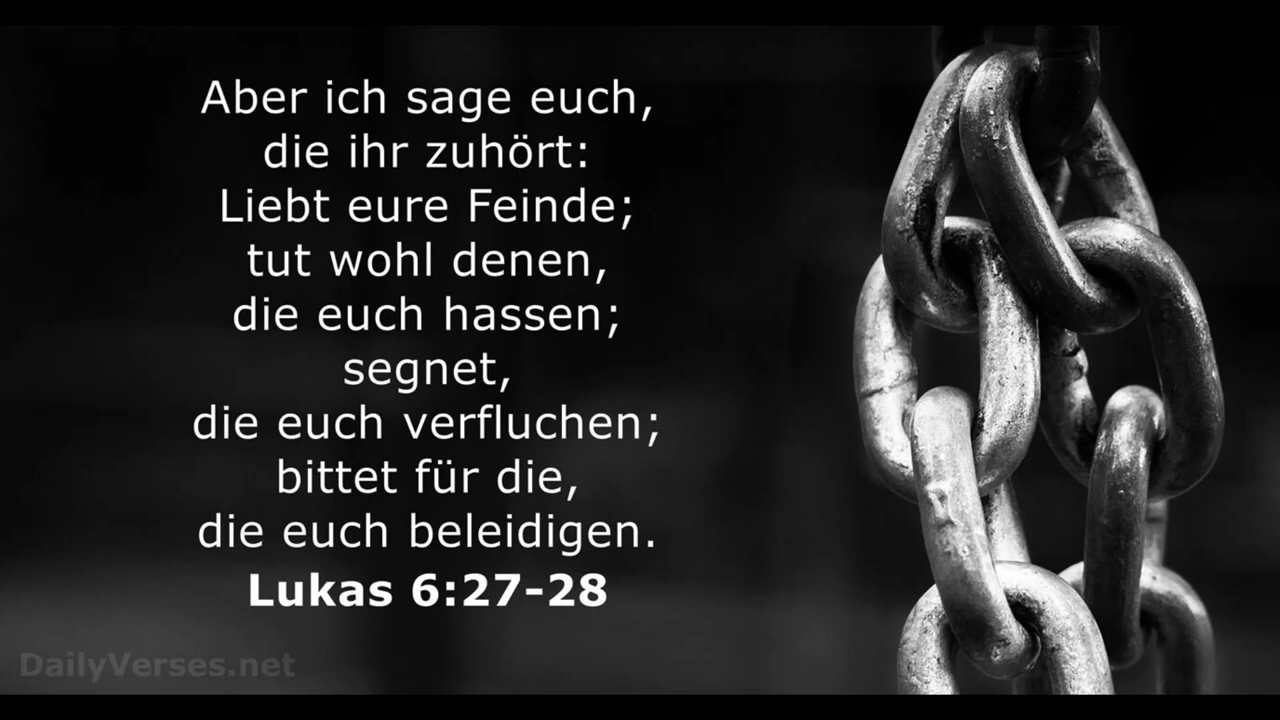 Aber ich sage euch,
die ihr zuhört:
Liebt eure Feinde;
tut wohl denen,
die euch hassen;
segnet,
die euch verfluchen;
bittet für die,
die euch beleidigen.
Lukas 6:27-28
DailyVerses.net